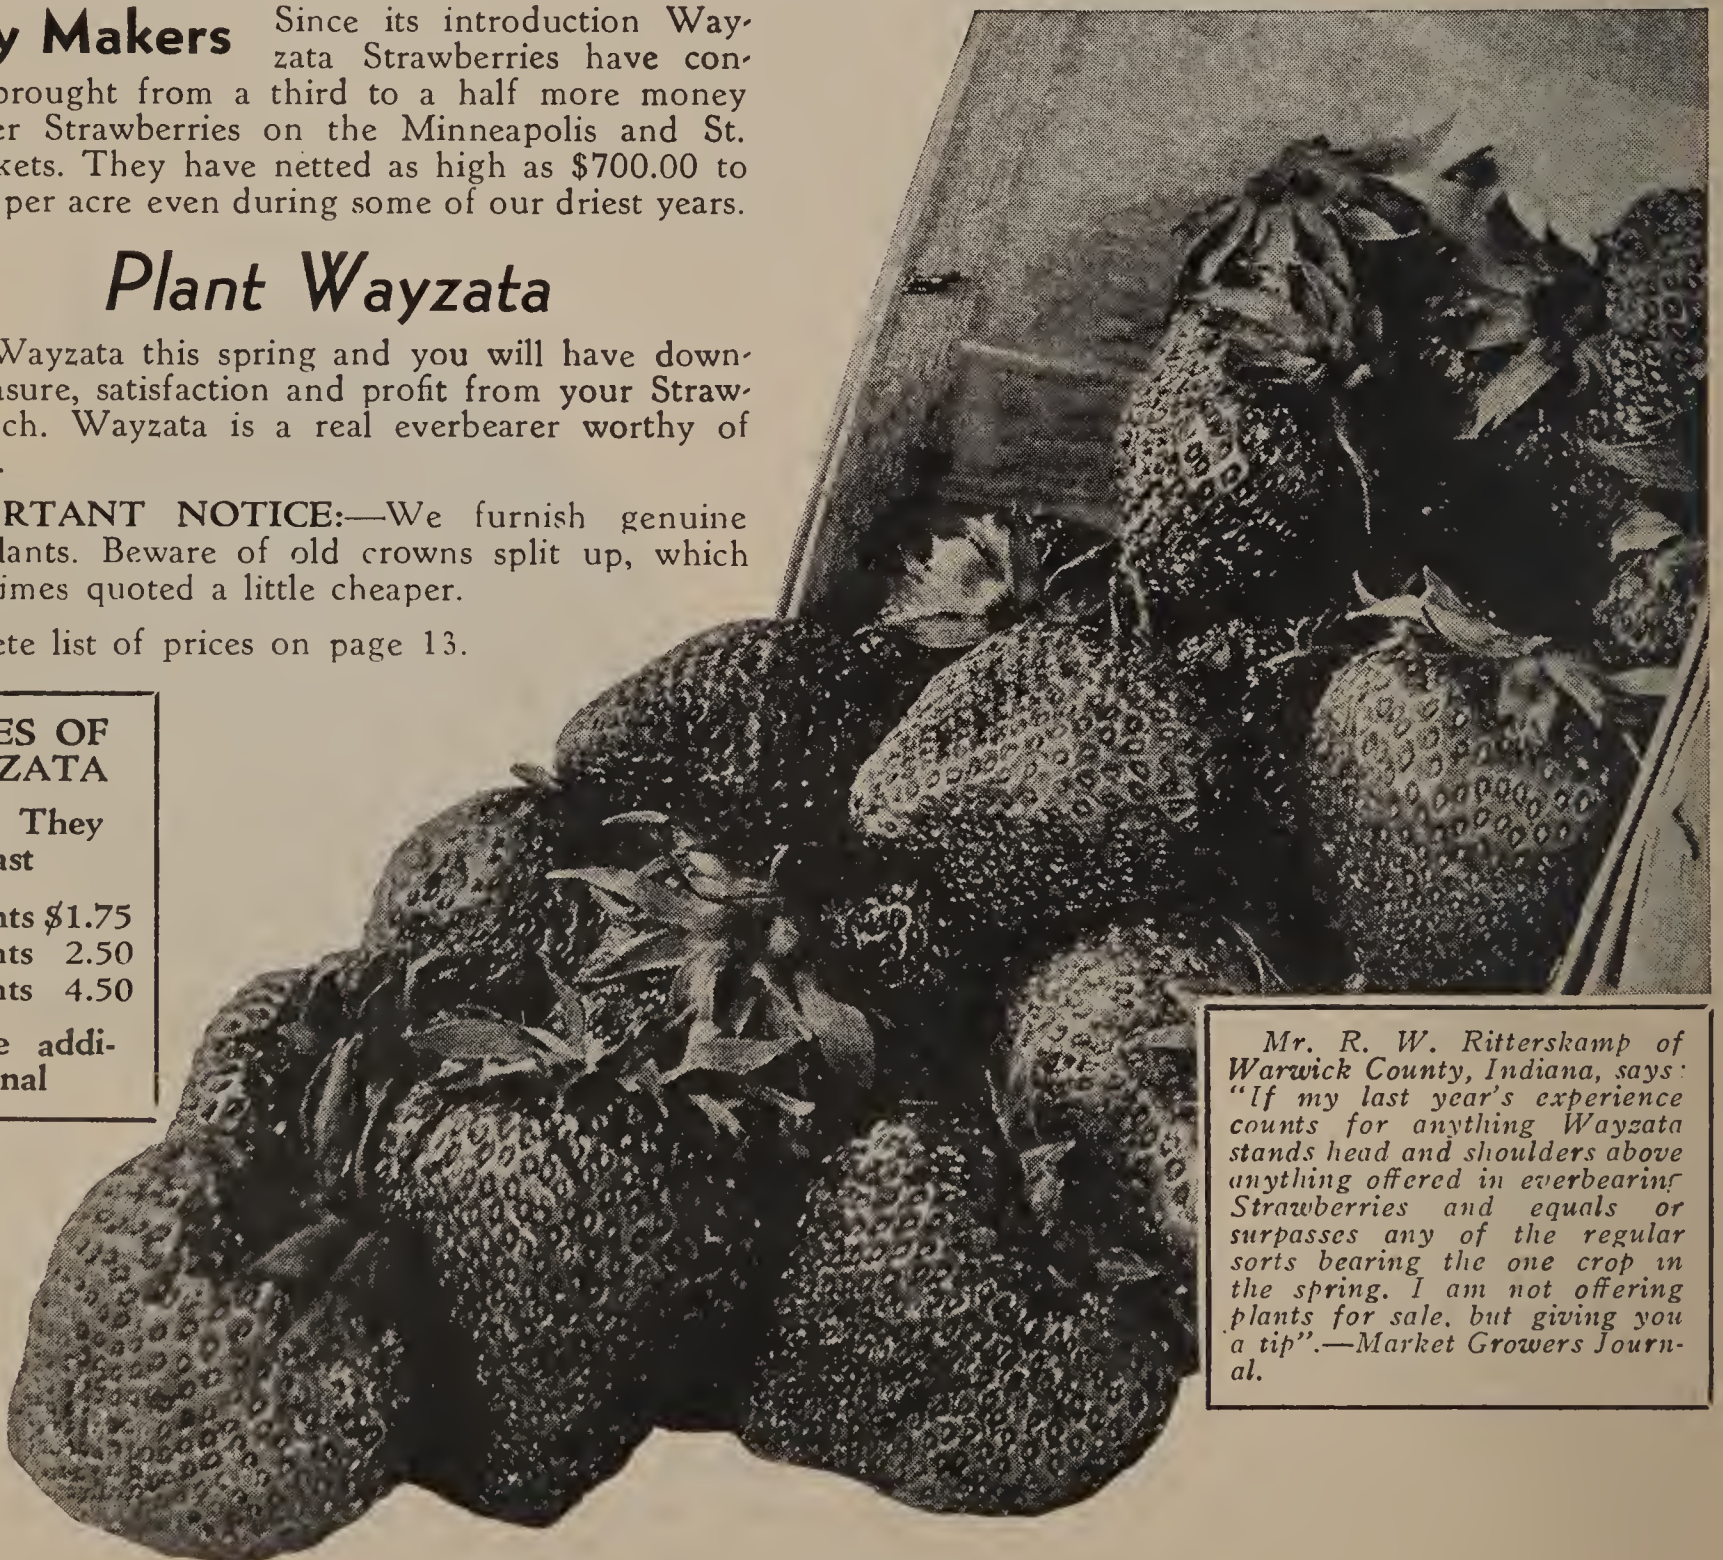 y Makers
Since its introduction Way-
zata Strawberries have con-
brought from a third to a half more money
er Strawberries on the Minneapolis and St.
kets. They have netted as high as $700.00 to
per acre even during some of our driest years.
Plant Wayzata
Wayzata this spring and you will have down-
asure, satisfaction and profit from your Straw-
ch. Wayzata is a real everbearer worthy of
.
RTANT NOTICE:—We furnish genuine
lants. Beware of old crowns split up, which
imes quoted a little cheaper.
ete list of prices on page 13.
ES OF
ZATA
They
ast
nts $1.75
nts 2.50
nts 4.50
e addi-
nal
Mr. R. W. Ritterskamp of
Warwick County, Indiana, says:
"If my last year's experience
counts for anything Wayzata
stands head and shoulders above
anything offered in everbearing
Strawberries and equals or
surpasses any of the regular
sorts bearing the one crop in
the spring. I am not offering
plants for sale, but giving you
a tip".—Market Growers Journ-
al.